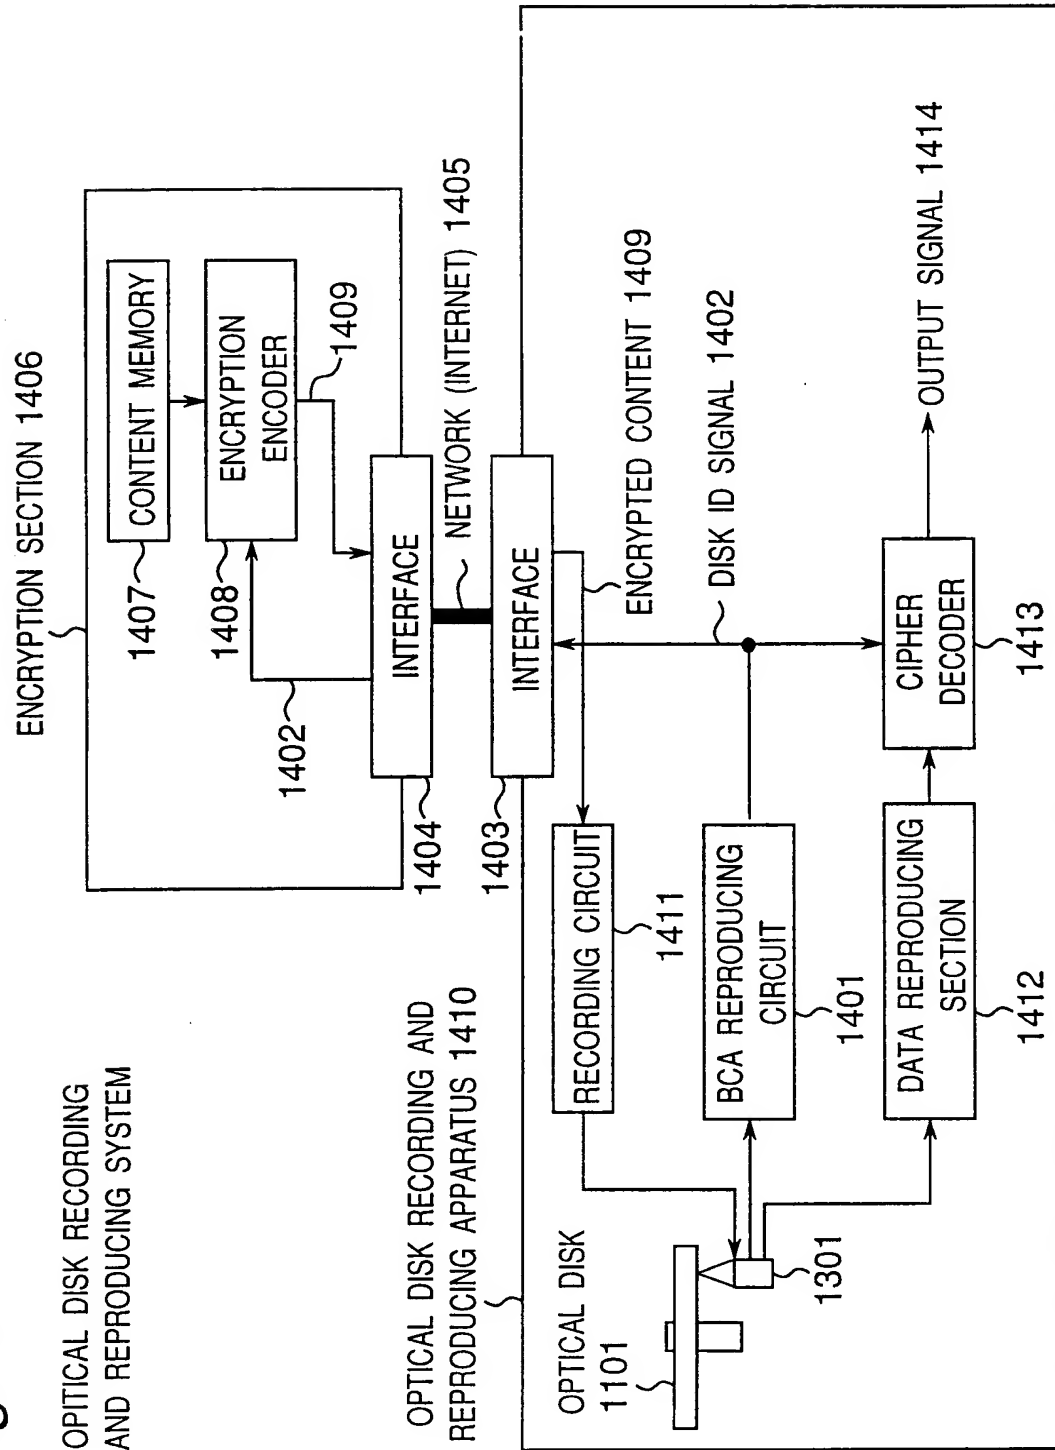 OPITICAL DISK RECORDING
AND REPRODUCING SYSTEM
ENCRYPTION SECTION 1406
CONTENT MEMORY
1407
ENCRYPTION
ENCODER
1408
1409
1402
INTERFACE
1404
NETWORK (INTERNET) 1405
INTERFACE
1403
OPTICAL DISK RECORDING AND
REPRODUCING APPARATUS 1410
ENCRYPTED CONTENT 1409
DISK ID SIGNAL 1402
RECORDING CIRCUIT
1411
BCA REPRODUCING
CIRCUIT
1401
OPTICAL DISK
1101
1301
DATA REPRODUCING
SECTION
1412
CIPHER
DECODER
1413
OUTPUT SIGNAL 1414